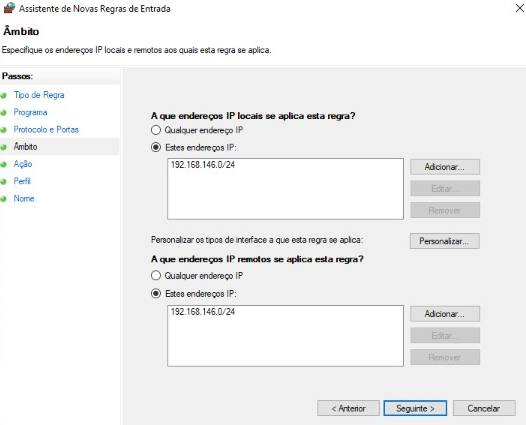 Assistente de Novas Regras de Entrada
Âmbito
Especifique os endereços IP locais e remotos aos quais esta regra se aplica.
Passos:
Tipo de Regra
Programa
Protocolo e Portas
Âmbito
Ação
Perfil
Nome
A que endereços IP locais se aplica esta regra?
Qualquer endereço IP
Estes endereços IP:
192.168.146.0/24
Adicionar...
Editar...
Remover
Personalizar os tipos de interface a que esta regra se aplica:
Personalizar...
A que endereços IP remotos se aplica esta regra?
Qualquer endereço IP
Estes endereços IP:
192.168.146.0/24
Adicionar...
Editar...
Remover
< Anterior
Seguinte >
Cancelar